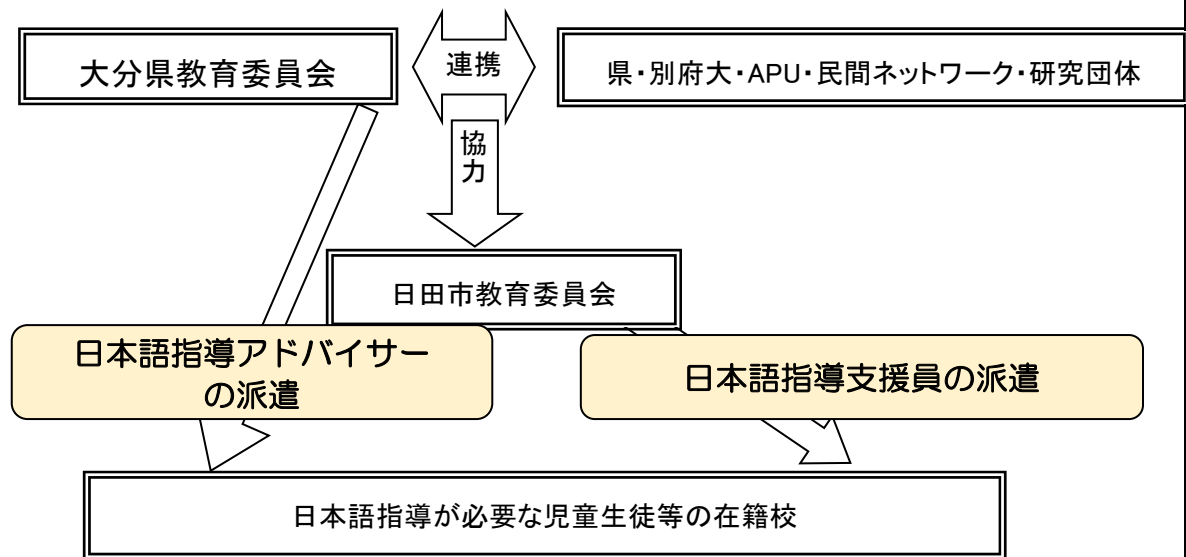 大分県教育委員会
連携
県・別府大・APU・民間ネットワーク・研究団体
協
力
日田市教育委員会
日本語指導アドバイザー
の派遣
日本語指導支援員の派遣
日本語指導が必要な児童生徒等の在籍校